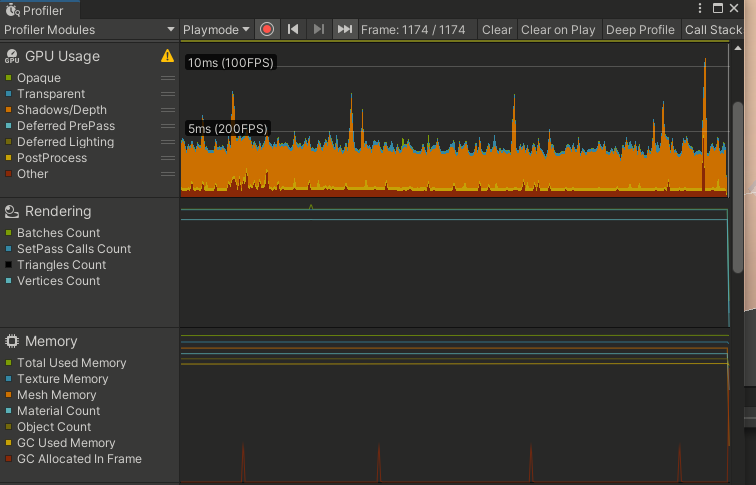 Profiler
Profiler Modules Playmode Frame: 1174 / 1174 Clear Clear on Play Deep Profile Call Stack
GPU Usage
GPU
Opaque
Transparent
Shadows/Depth
Deferred PrePass
Deferred Lighting
PostProcess
Other
10ms (100FPS)
5ms (200FPS)
Rendering
Batches Count
SetPass Calls Count
Triangles Count
Vertices Count
Memory
Total Used Memory
Texture Memory
Mesh Memory
Material Count
Object Count
GC Used Memory
GC Allocated In Frame